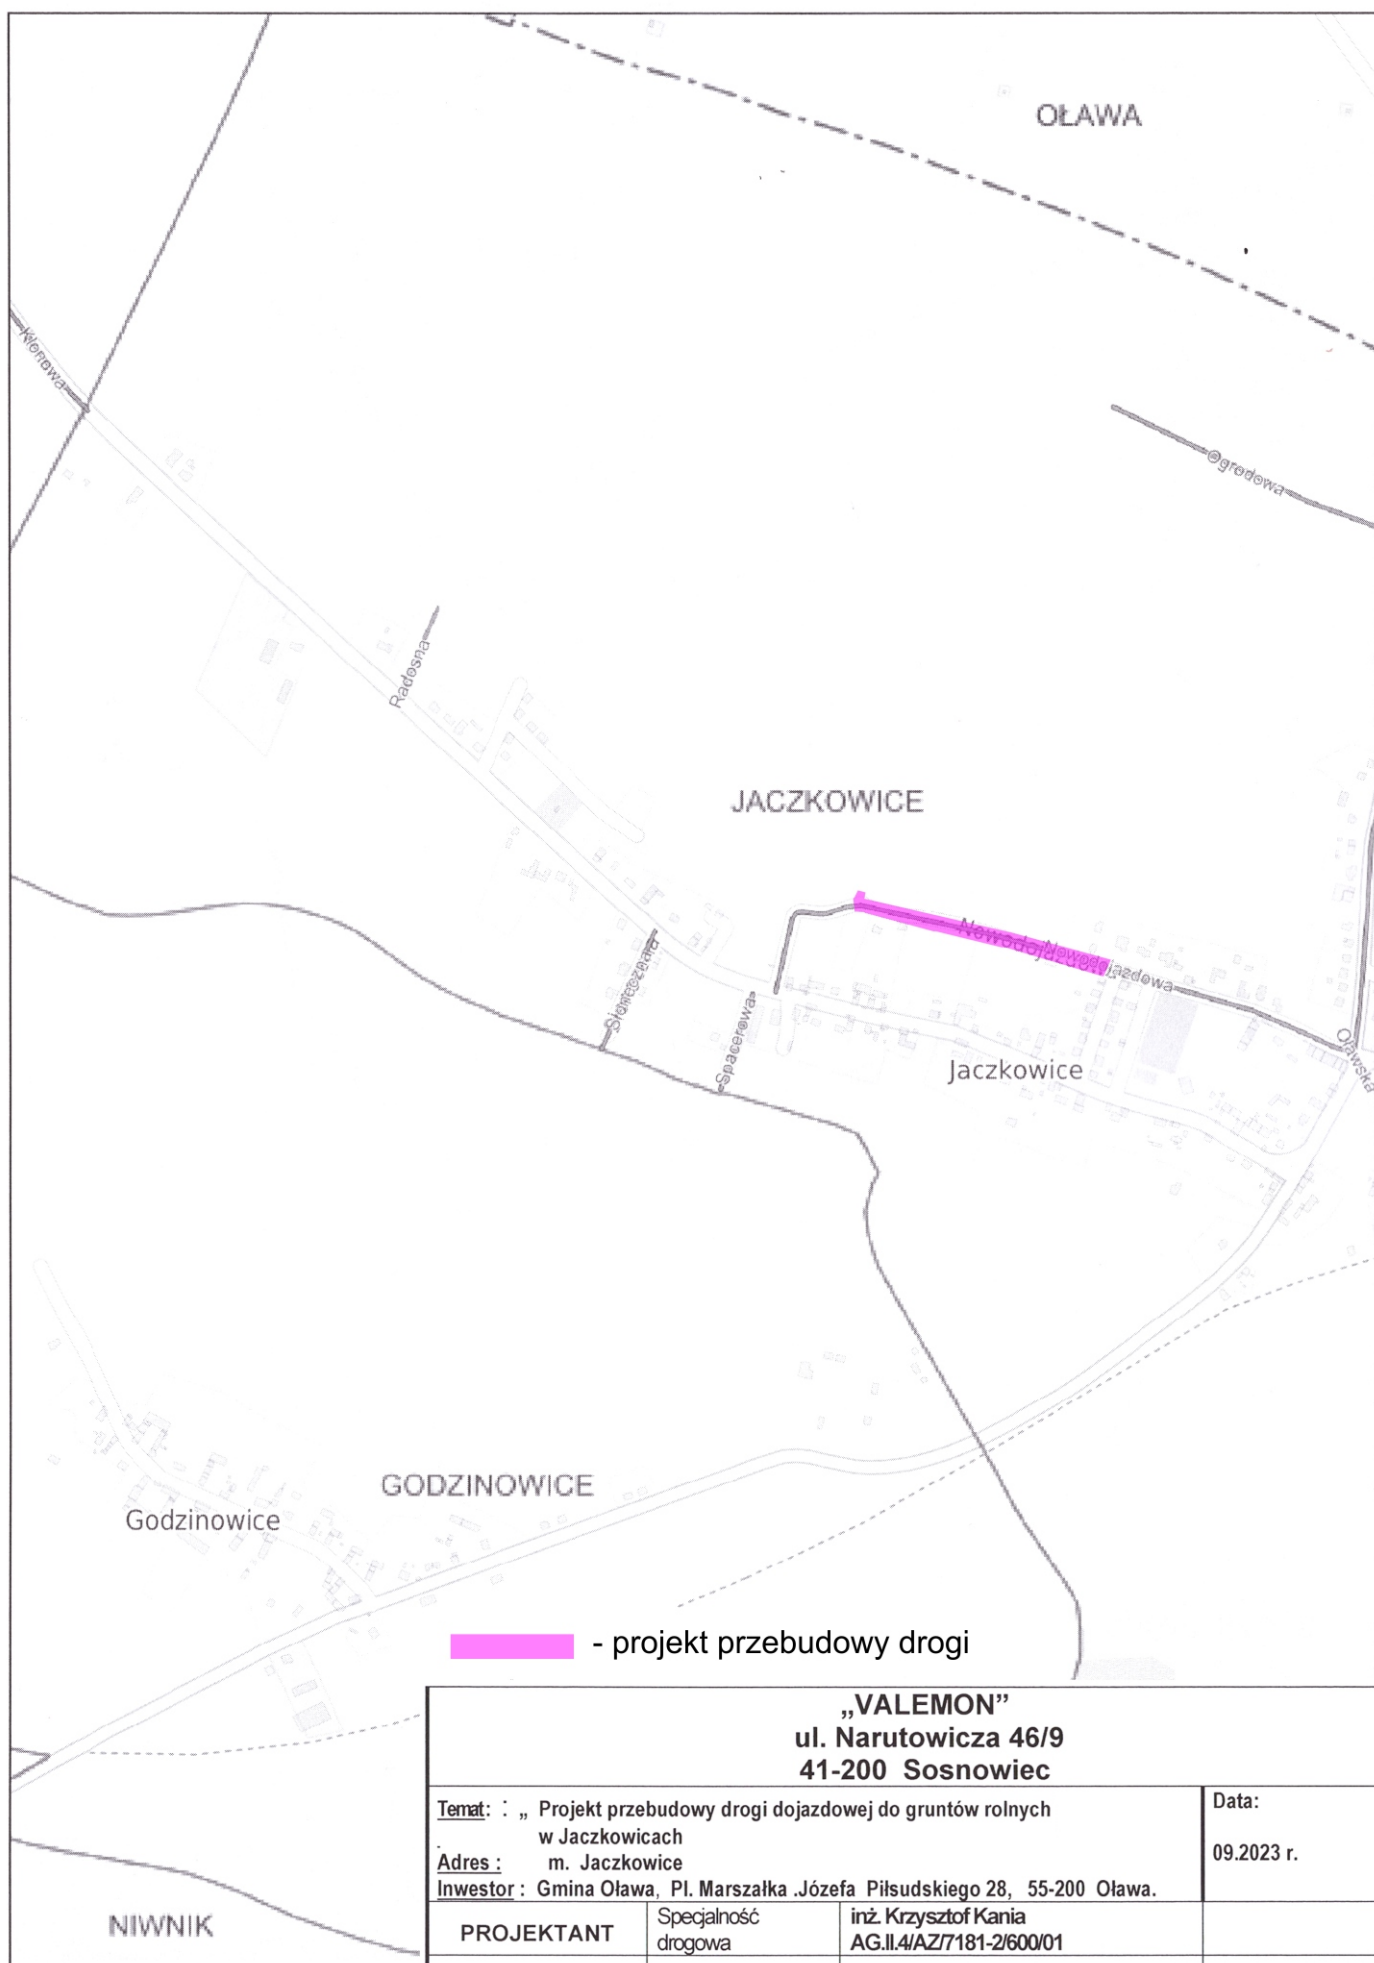 OŁAWA
Klonowa
Ogrodowa
Radosna
JACZKOWICE
Nowodojazdowa
Nowodojazdowa
Słoneczna
Spacerowa
Oławska
Jaczkowice
GODZINOWICE
Godzinowice
- projekt przebudowy drogi
„VALEMON”
ul. Narutowicza 46/9
41-200 Sosnowiec
Temat: : „ Projekt przebudowy drogi dojazdowej do gruntów rolnych
w Jaczkowicach
Adres : m. Jaczkowice
Inwestor : Gmina Oława, Pl. Marszałka .Józefa Piłsudskiego 28, 55-200 Oława.
Data:
09.2023 r.
NIWNIK
PROJEKTANT
Specjalność
drogowa
inż. Krzysztof Kania
AG.II.4/AZ/7181-2/600/01